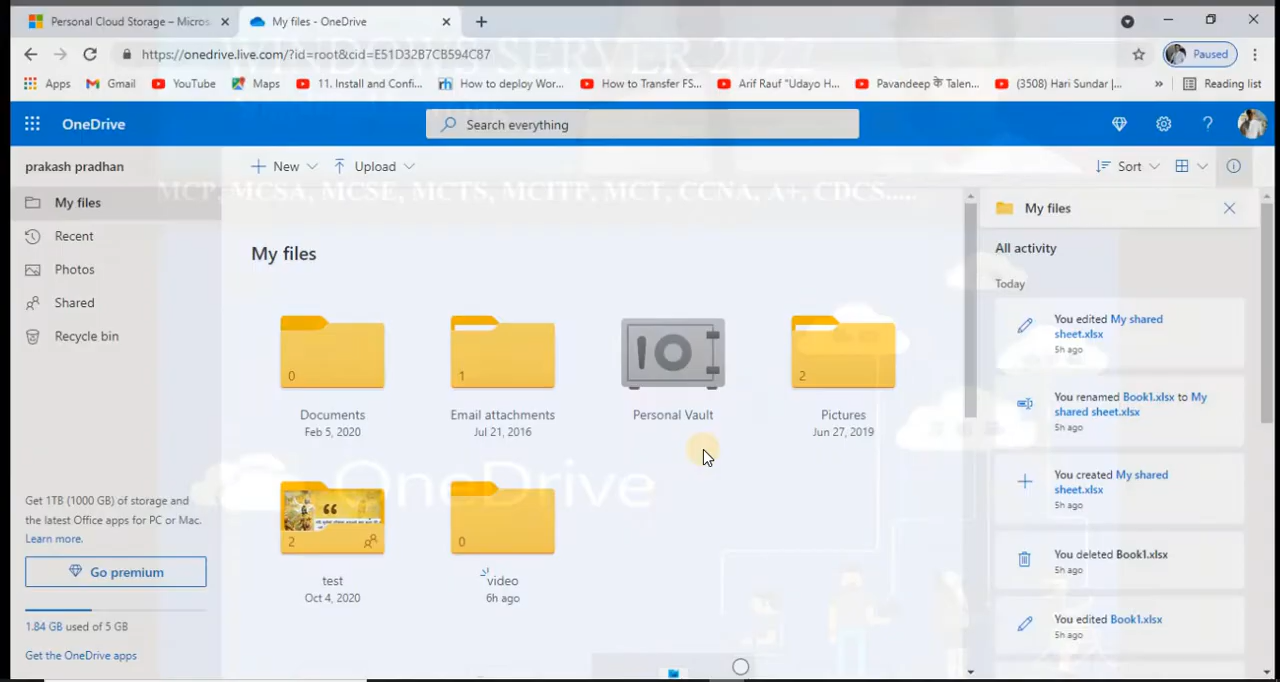 Personal Cloud Storage – Micros
My files - OneDrive
https://onedrive.live.com/?id=root&cid=E51D32B7CB594C87
Paused
Apps
Gmail
YouTube
Maps
11. Install and Confi...
How to deploy Wor...
How to Transfer FS...
Arif Rauf "Udayo H...
Pavandeep के Talen...
(3508) Hari Sundar |...
»
Reading list
WINDOWS SERVER 2022
OneDrive
Search everything
prakash pradhan
New
Upload
Sort
MCP, MCSA, MCSE, MCTS, MCITP, MCT, CCNA, A+, CDCS.....
My files
Recent
Photos
Shared
Recycle bin
Get 1TB (1000 GB) of storage and
the latest Office apps for PC or Mac.
Learn more.
Go premium
1.84 GB used of 5 GB
Get the OneDrive apps
My files
0
Documents
Feb 5, 2020
1
Email attachments
Jul 21, 2016
Personal Vault
2
Pictures
Jun 27, 2019
2
test
Oct 4, 2020
0
video
6h ago
OneDrive
My files
All activity
Today
You edited My shared
sheet.xlsx
5h ago
You renamed Book1.xlsx to My
shared sheet.xlsx
5h ago
You created My shared
sheet.xlsx
5h ago
You deleted Book1.xlsx
5h ago
You edited Book1.xlsx
5h ago